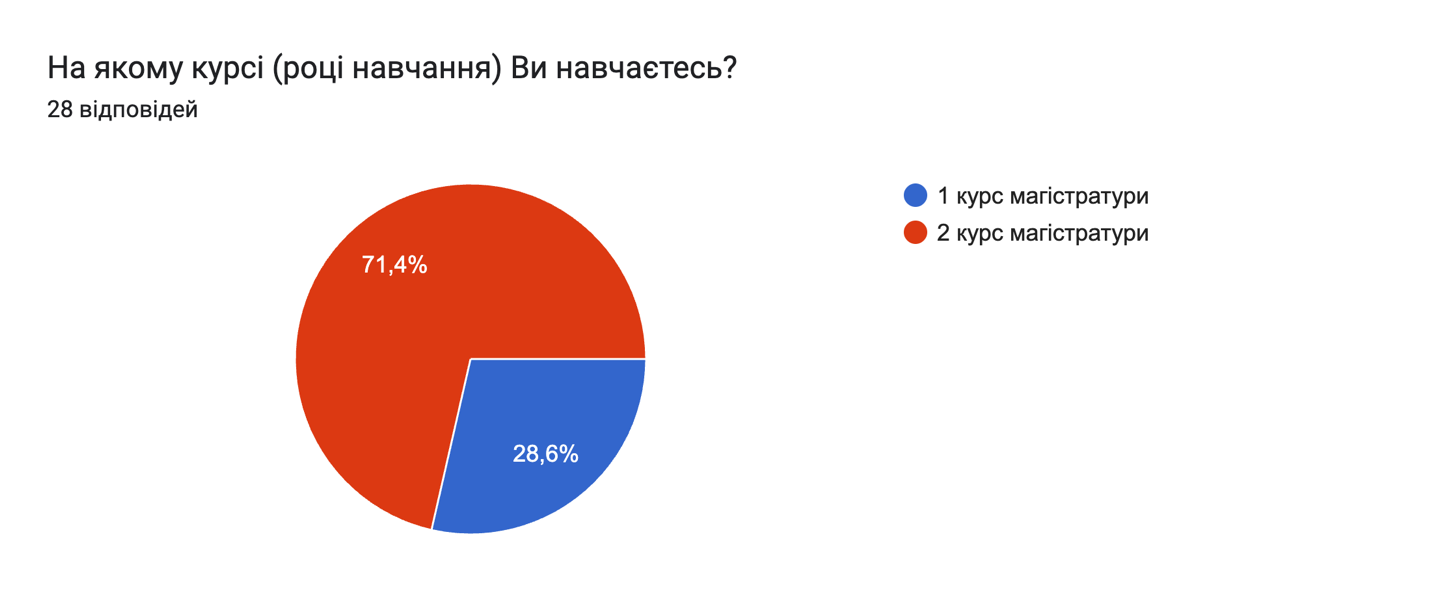 На якому курсі (році навчання) Ви навчаєтесь?
28 відповідей
1 курс магістратури
2 курс магістратури
71,4%
28,6%